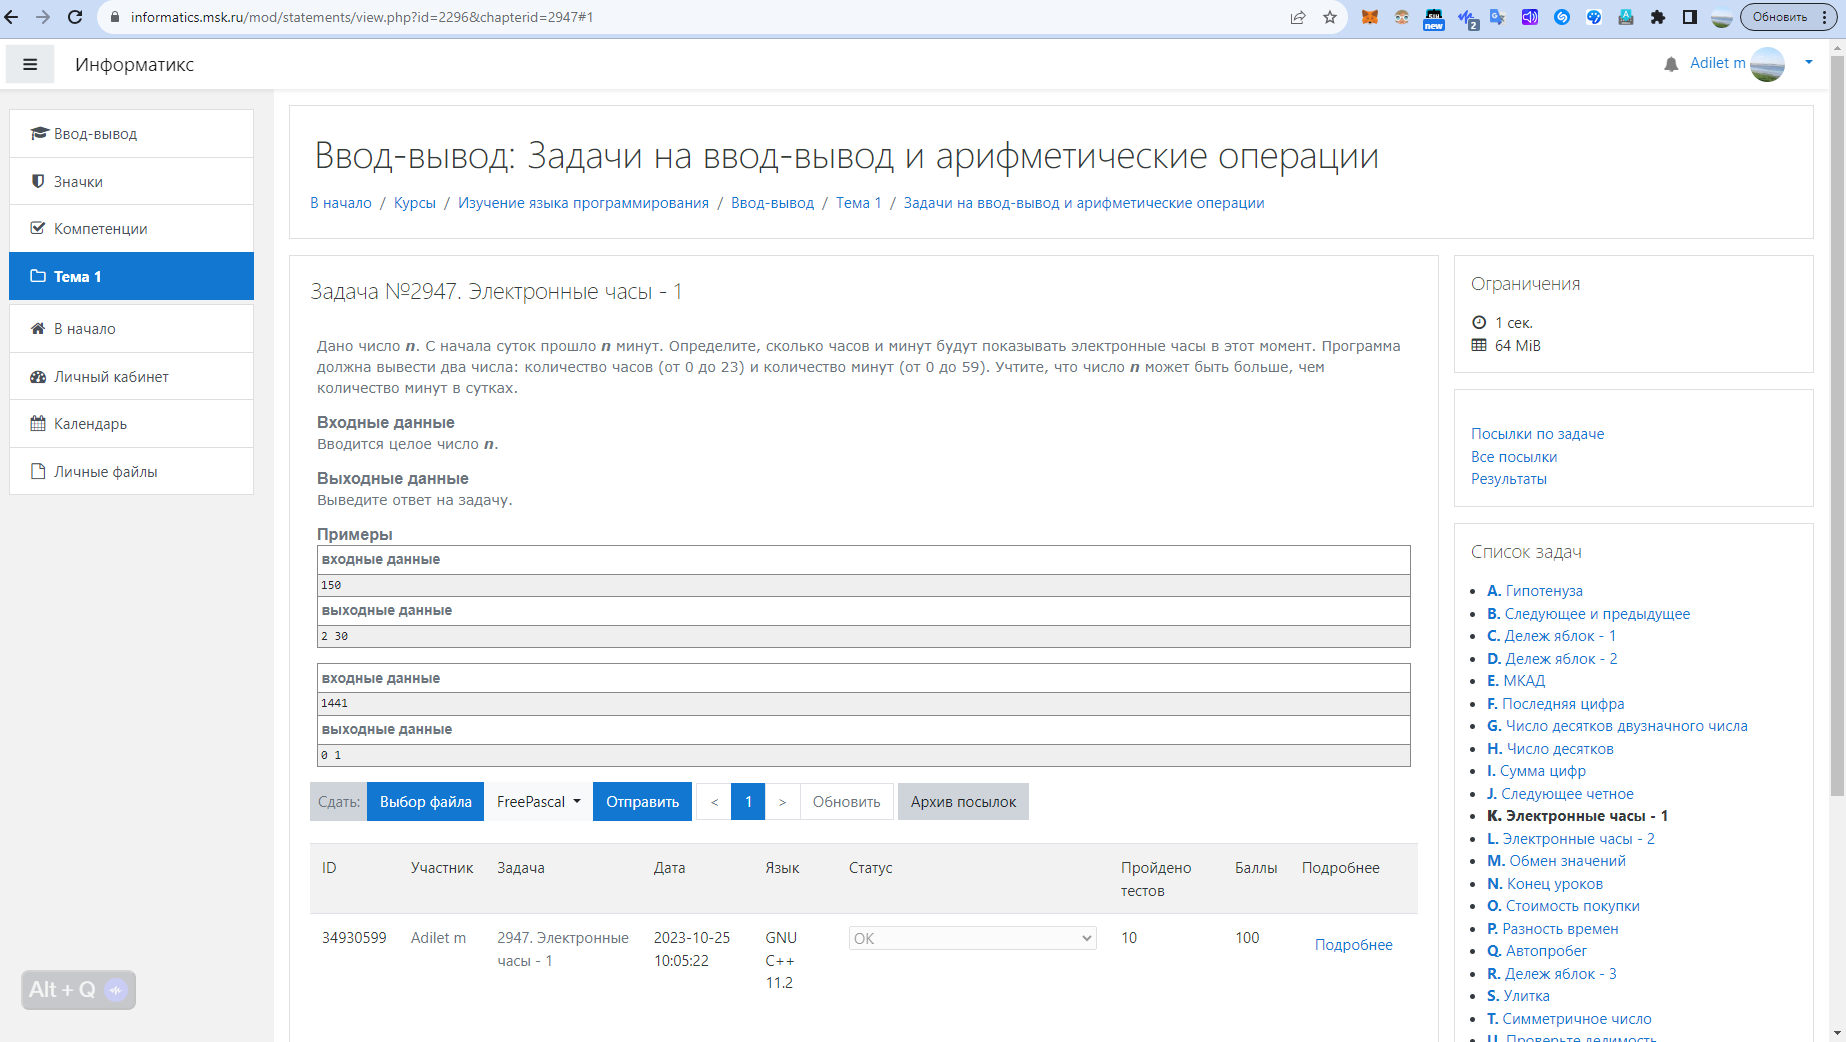 informatics.msk.ru/mod/statements/view.php?id=2296&chapterid=2947#1
new
2
Обновить
Информатикс
Adilet m
Ввод-вывод
Значки
Компетенции
Тема 1
В начало
Личный кабинет
Календарь
Личные файлы
Ввод-вывод: Задачи на ввод-вывод и арифметические операции
В начало / Курсы / Изучение языка программирования / Ввод-вывод / Тема 1 / Задачи на ввод-вывод и арифметические операции
Задача №2947. Электронные часы - 1
Дано число n. С начала суток прошло n минут. Определите, сколько часов и минут будут показывать электронные часы в этот момент. Программа
должна вывести два числа: количество часов (от 0 до 23) и количество минут (от 0 до 59). Учтите, что число n может быть больше, чем
количество минут в сутках.
Входные данные
Вводится целое число n.
Выходные данные
Выведите ответ на задачу.
Примеры
входные данные
150
выходные данные
2 30
входные данные
1441
выходные данные
0 1
Сдать: Выбор файла FreePascal Отправить < 1 > Обновить Архив посылок
ID Участник Задача Дата Язык Статус Пройдено тестов Баллы Подробнее
34930599 Adilet m 2947. Электронные часы - 1 2023-10-25 10:05:22 GNU C++ 11.2 OK 10 100 Подробнее
Ограничения
1 сек.
64 MiB
Посылки по задаче
Все посылки
Результаты
Список задач
A. Гипотенуза
B. Следующее и предыдущее
C. Дележ яблок - 1
D. Дележ яблок - 2
E. МКАД
F. Последняя цифра
G. Число десятков двузначного числа
H. Число десятков
I. Сумма цифр
J. Следующее четное
K. Электронные часы - 1
L. Электронные часы - 2
M. Обмен значений
N. Конец уроков
O. Стоимость покупки
P. Разность времен
Q. Автопробег
R. Дележ яблок - 3
S. Улитка
T. Симметричное число
U. Проверьте делимость
Alt + Q